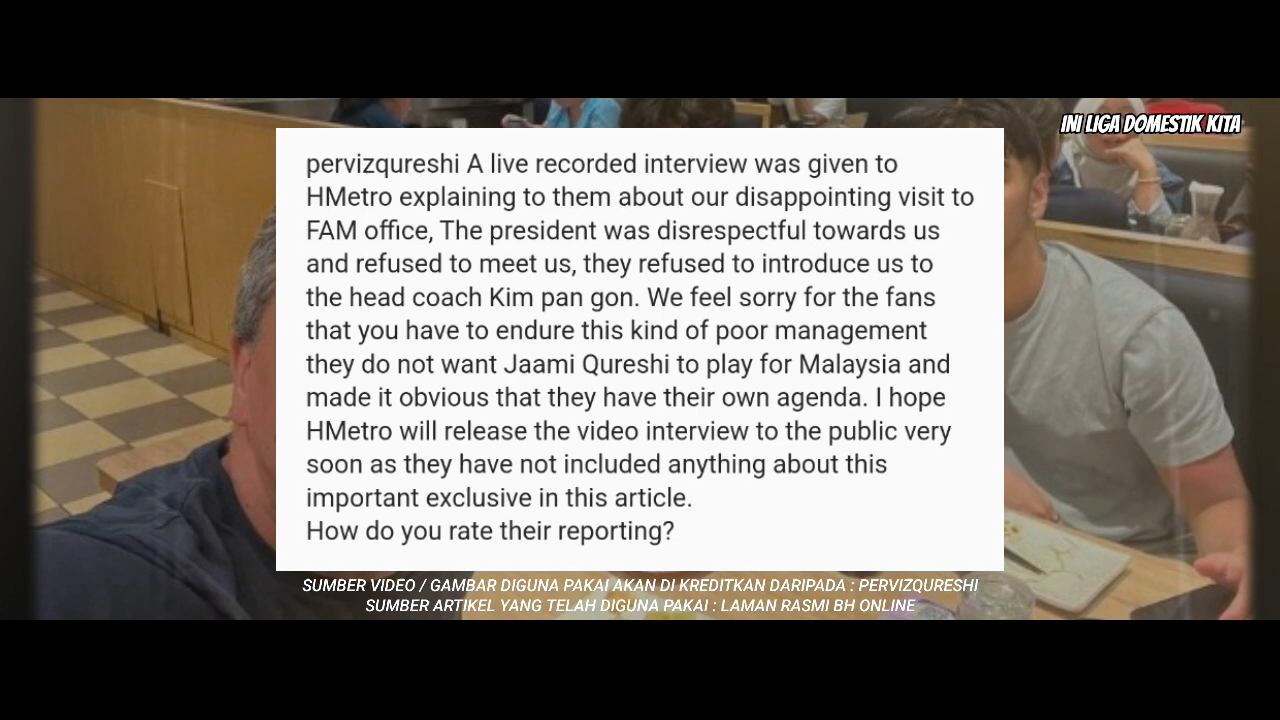 INI LIGA DOMESTIK KITA
pervizqureshi A live recorded interview was given to
HMetro explaining to them about our disappointing visit to
FAM office, The president was disrespectful towards us
and refused to meet us, they refused to introduce us to
the head coach Kim pan gon. We feel sorry for the fans
that you have to endure this kind of poor management
they do not want Jaami Qureshi to play for Malaysia and
made it obvious that they have their own agenda. I hope
HMetro will release the video interview to the public very
soon as they have not included anything about this
important exclusive in this article.
How do you rate their reporting?
SUMBER VIDEO / GAMBAR DIGUNA PAKAI AKAN DI KREDITKAN DARIPADA : PERVIZQURESHI
SUMBER ARTIKEL YANG TELAH DIGUNA PAKAI : LAMAN RASMI BH ONLINE